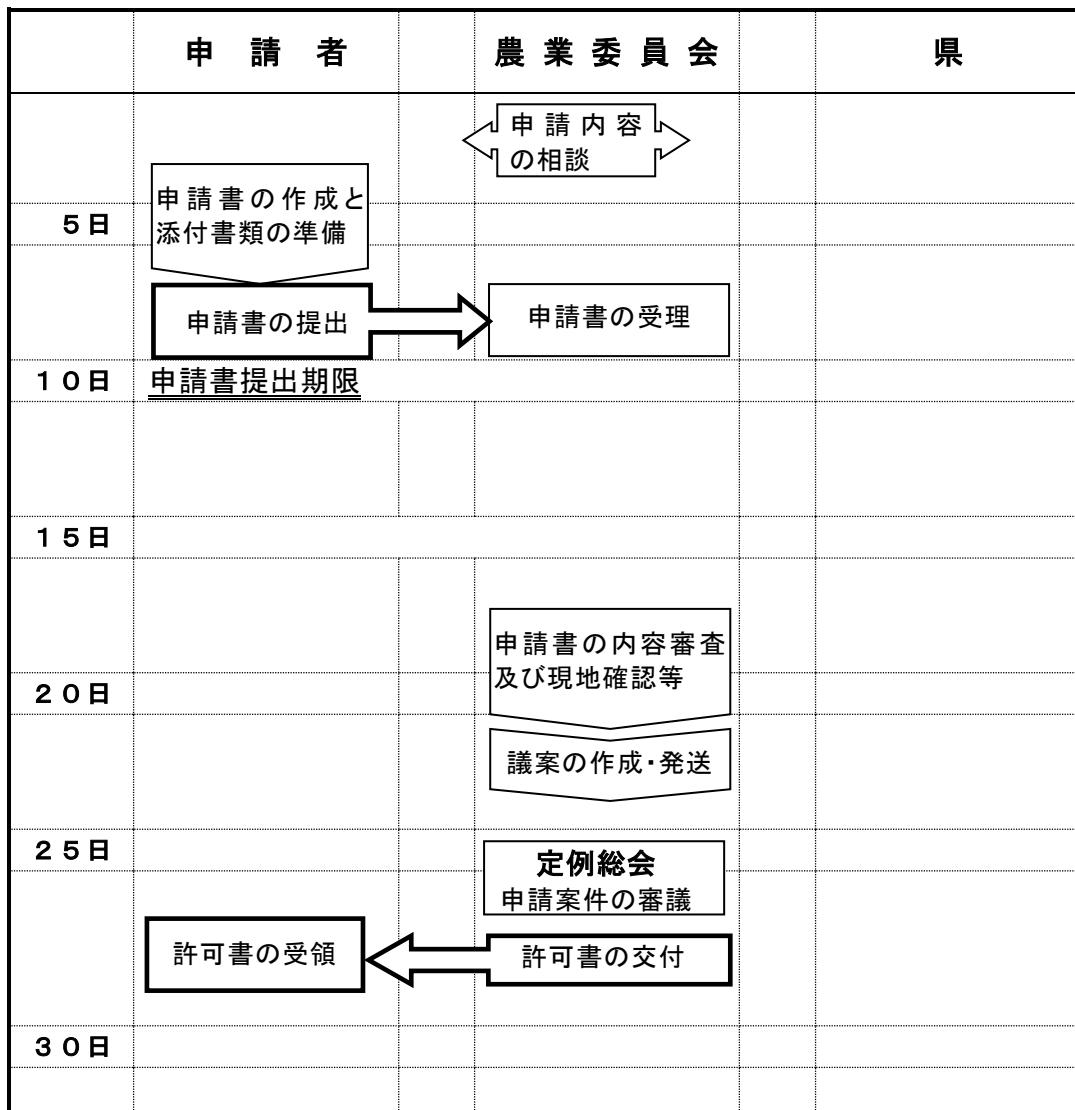 申請者 農業委員会 県
申請内容
の相談
申請書の作成と
添付書類の準備
５日
申請書の提出 申請書の受理
１０日 申請書提出期限
１５日
申請書の内容審査
及び現地確認等
２０日
議案の作成・発送
２５日
定例総会
申請案件の審議
許可書の受領 許可書の交付
３０日